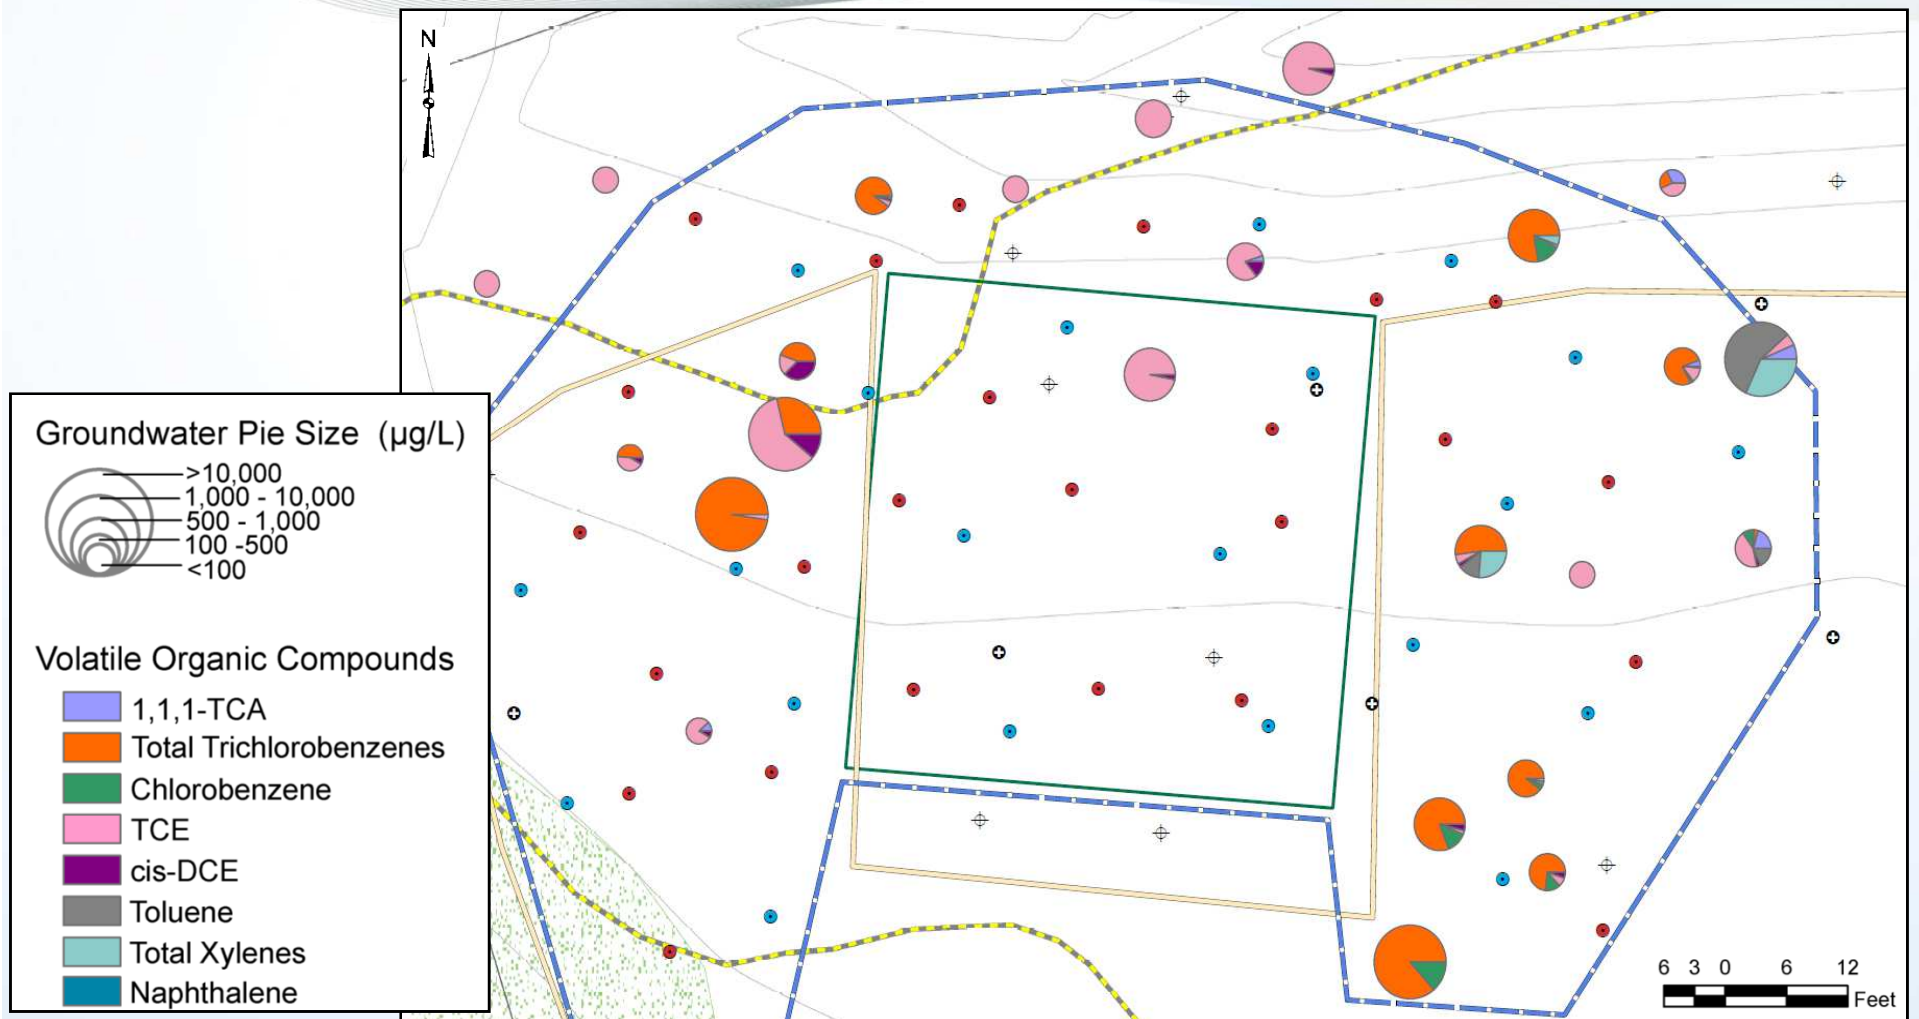 N
Groundwater Pie Size (µg/L)
>10,000
1,000 - 10,000
500 - 1,000
100 -500
<100
Volatile Organic Compounds
1,1,1-TCA
Total Trichlorobenzenes
Chlorobenzene
TCE
cis-DCE
Toluene
Total Xylenes
Naphthalene
6 3 0 6 12
Feet